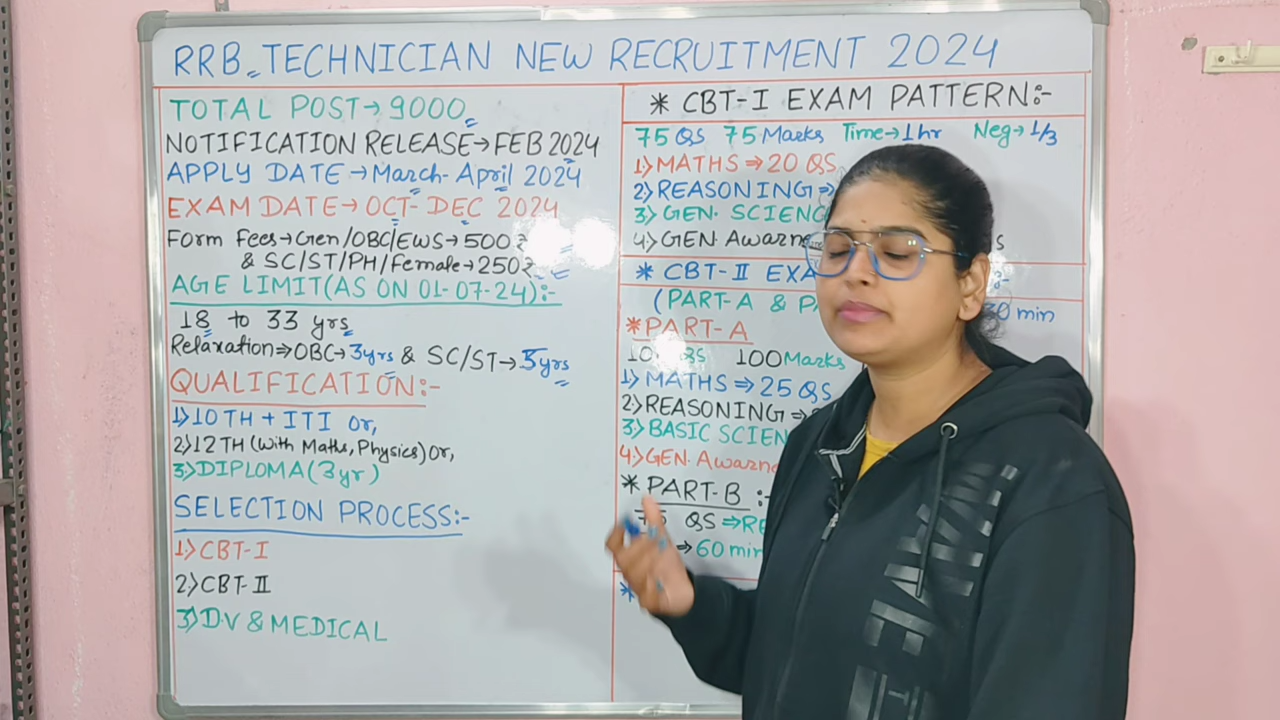 RRB TECHNICIAN NEW RECRUITMENT 2024
TOTAL POST→9000
NOTIFICATION RELEASE→FEB 2024
APPLY DATE→March-April 2024
EXAM DATE→OCT-DEC 2024
Form Fees→Gen/OBC/EWS→500₹
& SC/ST/PH/Female→250₹
AGE LIMIT(AS ON 01-07-24):-
18 to 33 yrs
Relaxation⇒OBC→3yrs & SC/ST→5yrs
QUALIFICATION:-
1)10TH + ITI Or,
2)12TH(With Maths, Physics)Or,
3)DIPLOMA(3yr)
SELECTION PROCESS:-
1)CBT-I
2)CBT-II
3)D.V & MEDICAL
* CBT-I EXAM PATTERN:-
75 QS 75 Marks Time→1hr Neg→1/3
1)MATHS⇒20 QS
2)REASONING⇒
3)GEN. SCIENC
4)GEN. Awarn
* CBT-II EXA
(PART-A & P
min
*PART-A
100Marks
1)MATHS⇒25 QS
2)REASONING⇒
3)BASIC SCIEN
4)GEN. Awarn
*PART-B :-
75 QS⇒RE
⇒60 min
*